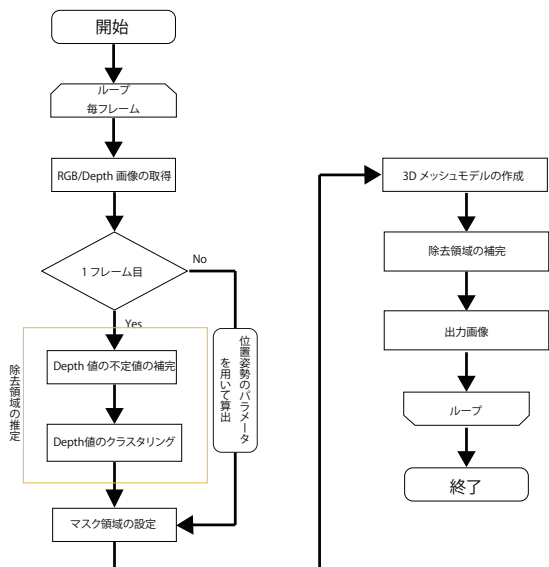 開始
ループ
毎フレーム
RGB/Depth 画像の取得
1 フレーム目
No
Yes
位置姿勢のパラメータ
を用いて算出
除去領域の推定
Depth 値の不定値の補完
Depth値のクラスタリング
マスク領域の設定
3D メッシュモデルの作成
除去領域の補完
出力画像
ループ
終了